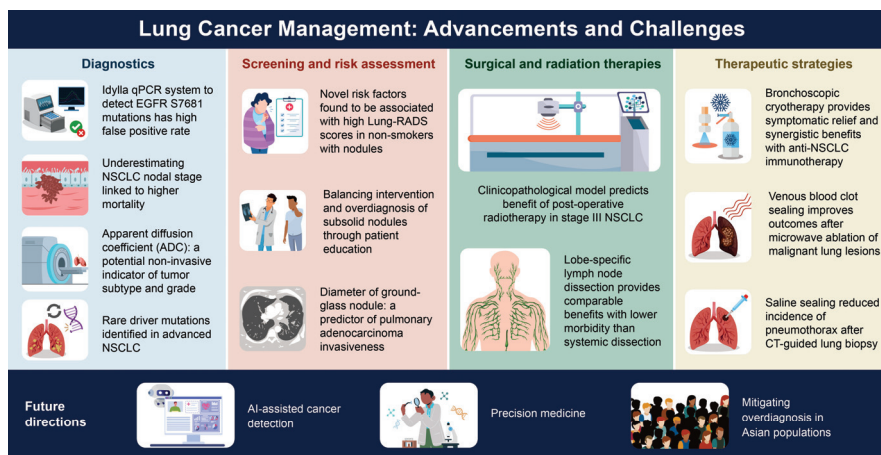 Lung Cancer Management: Advancements and Challenges
Diagnostics
Idylla qPCR system to
detect EGFR S7681
mutations has high
false positive rate
Underestimating
NSCLC nodal stage
linked to higher
mortality
Apparent diffusion
coefficient (ADC): a
potential non-invasive
indicator of tumor
subtype and grade
Rare driver mutations
identified in advanced
NSCLC
Screening and risk assessment
Novel risk factors
found to be associated
with high Lung-RADS
scores in non-smokers
with nodules
Balancing intervention
and overdiagnosis of
subsolid nodules
through patient
education
Diameter of ground-
glass nodule: a
predictor of pulmonary
adenocarcinoma
invasiveness
Surgical and radiation therapies
Clinicopathological model predicts
benefit of post-operative
radiotherapy in stage III NSCLC
Lobe-specific
lymph node
dissection provides
comparable
benefits with lower
morbidity than
systemic dissection
Therapeutic strategies
Bronchoscopic
cryotherapy provides
symptomatic relief and
synergistic benefits
with anti-NSCLC
immunotherapy
Venous blood clot
sealing improves
outcomes after
microwave ablation of
malignant lung lesions
Saline sealing reduced
incidence of
pneumothorax after
CT-guided lung biopsy
Future
directions
AI-assisted cancer
detection
Precision medicine
Mitigating
overdiagnosis in
Asian populations